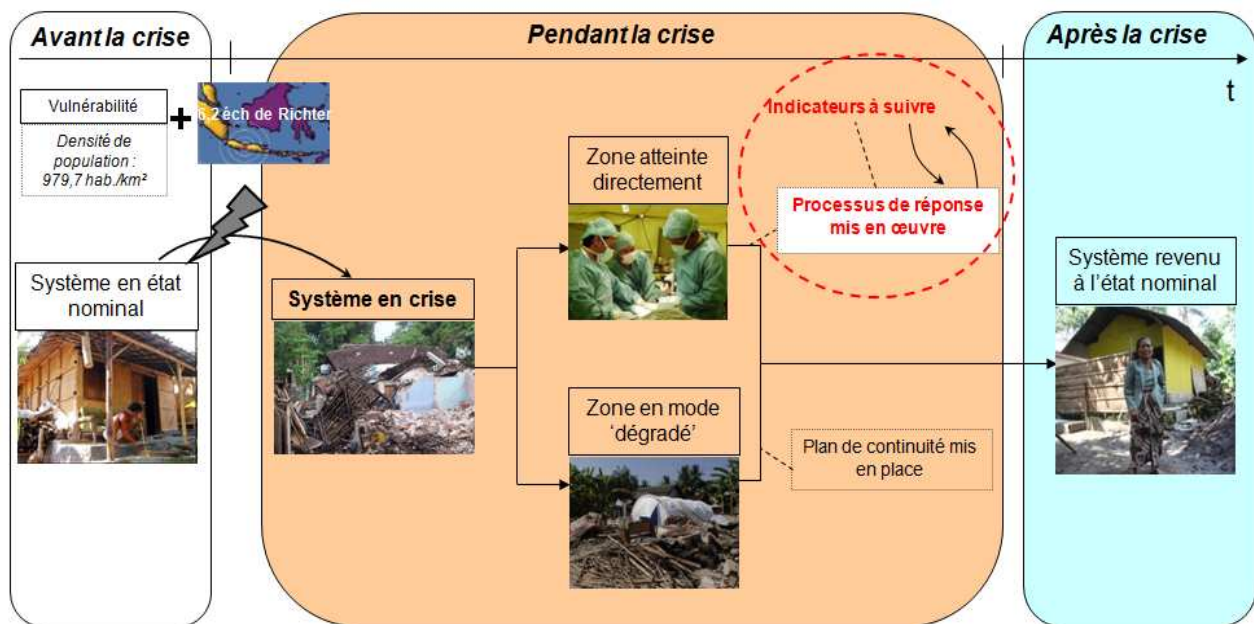 Avant la crise
Pendant la crise
Après la crise
t
Vulnérabilité
+
Densité de
population :
979,7 hab./km²
6,2 éch de Richter
Indicateurs à suivre
Zone atteinte
directement
Processus de réponse
mis en œuvre
Système en état
nominal
Système en crise
Système revenu
à l'état nominal
Zone en mode
'dégradé'
Plan de continuité mis
en place